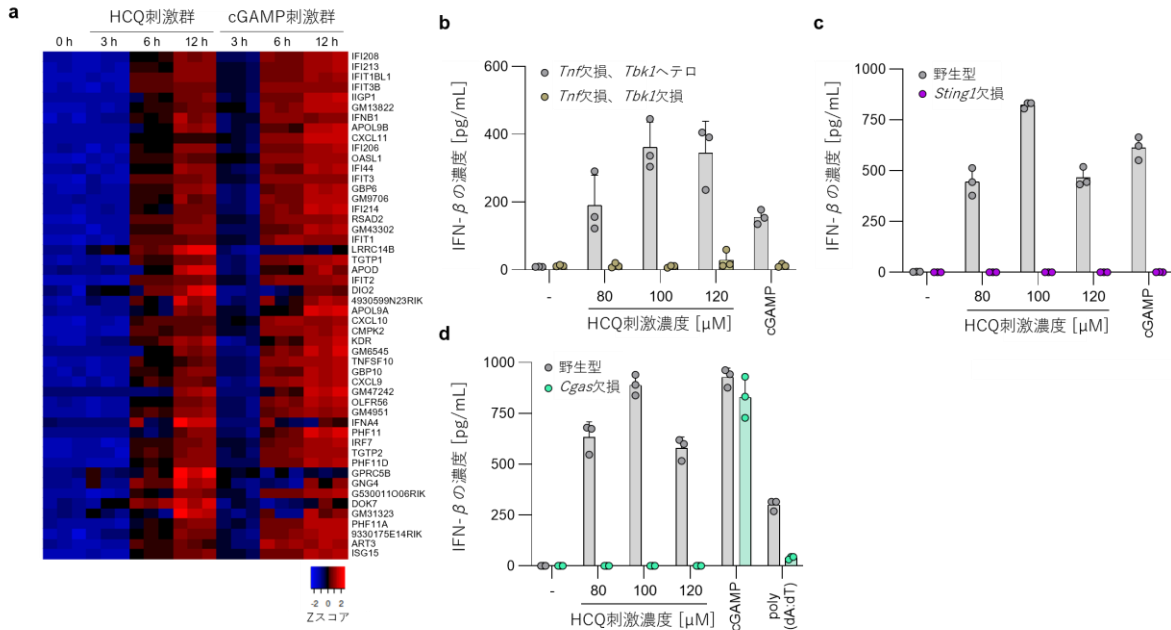 a
HCQ刺激群 cGAMP刺激群
0 h 3 h 6 h 12 h 3 h 6 h 12 h
IFI208
IFI213
IFIT1BL1
IFIT3B
IIGP1
GM13822
IFNB1
APOL9B
CXCL11
IFI206
OASL1
IFI44
IFIT3
GBP6
GM9706
IFI214
RSAD2
GM43302
IFIT1
LRRC14B
TGTP1
APOD
IFIT2
DIO2
4930599N23RIK
APOL9A
CXCL10
CMPK2
KDR
GM6545
TNFSF10
GBP10
CXCL9
GM47242
OLFR56
GM4951
IFNA4
PHF11
IRF7
TGTP2
PHF11D
GPRC5B
GNG4
G530011O06RIK
DOK7
GM31323
PHF11A
9330175E14RIK
ART3
ISG15
-2 0 2
Zスコア
b
IFN-βの濃度 [pg/mL]
600
400
200
0
Tnf欠損、Tbk1ヘテロ
Tnf欠損、Tbk1欠損
- 80 100 120 cGAMP
HCQ刺激濃度 [μM]
c
IFN-βの濃度 [pg/mL]
1000
750
500
250
0
野生型
Sting1欠損
- 80 100 120 cGAMP
HCQ刺激濃度 [μM]
d
IFN-βの濃度 [pg/mL]
1000
750
500
250
0
野生型
Cgas欠損
- 80 100 120 cGAMP poly
(dA:dT)
HCQ刺激濃度 [μM]